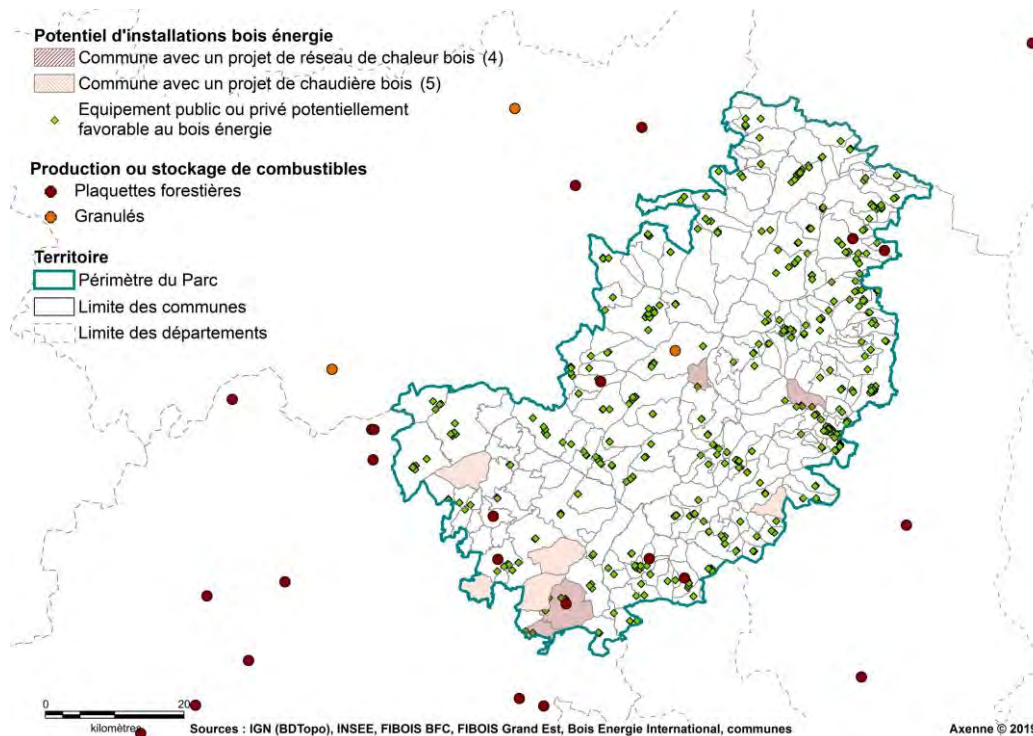 Potentiel d'installations bois énergie
Commune avec un projet de réseau de chaleur bois (4)
Commune avec un projet de chaudière bois (5)
Equipement public ou privé potentiellement
favorable au bois énergie
Production ou stockage de combustibles
Plaquettes forestières
Granulés
Territoire
Périmètre du Parc
Limite des communes
Limite des départements
0 20
kilomètres
Sources : IGN (BDTopo), INSEE, FIBOIS BFC, FIBOIS Grand Est, Bois Energie International, communes
Axenne © 2019